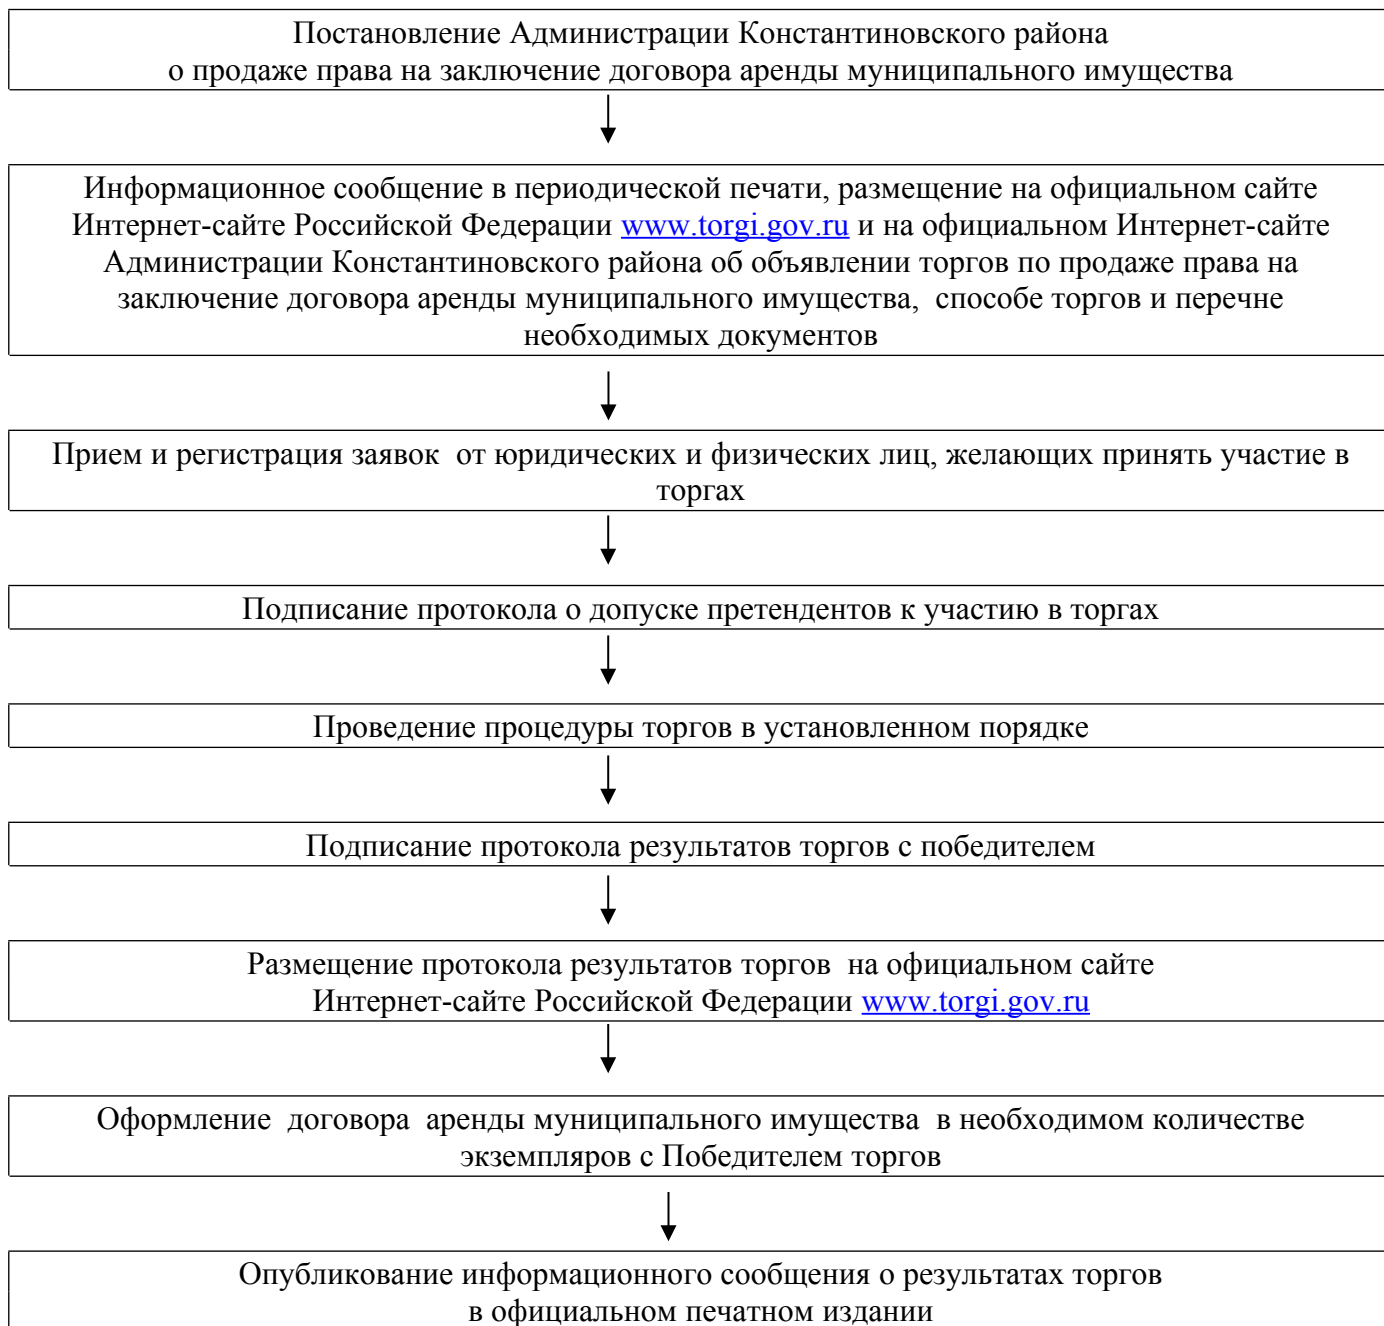 Постановление Администрации Константиновского района
о продаже права на заключение договора аренды муниципального имущества
Информационное сообщение в периодической печати, размещение на официальном сайте
Интернет-сайте Российской Федерации www.torgi.gov.ru и на официальном Интернет-сайте
Администрации Константиновского района об объявлении торгов по продаже права на
заключение договора аренды муниципального имущества, способе торгов и перечне
необходимых документов
Прием и регистрация заявок от юридических и физических лиц, желающих принять участие в
торгах
Подписание протокола о допуске претендентов к участию в торгах
Проведение процедуры торгов в установленном порядке
Подписание протокола результатов торгов с победителем
Размещение протокола результатов торгов на официальном сайте
Интернет-сайте Российской Федерации www.torgi.gov.ru
Оформление договора аренды муниципального имущества в необходимом количестве
экземпляров с Победителем торгов
Опубликование информационного сообщения о результатах торгов
в официальном печатном издании